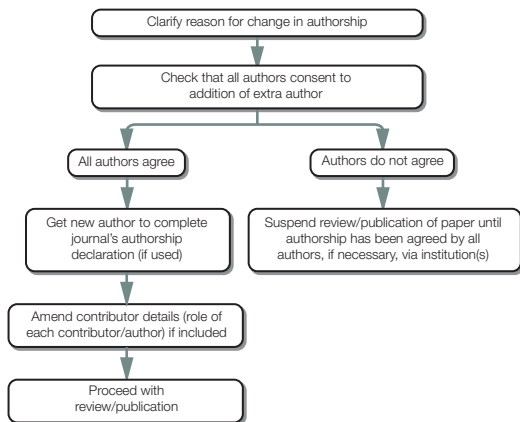 Clarify reason for change in authorship
Check that all authors consent to
addition of extra author
All authors agree
Authors do not agree
Get new author to complete
journal's authorship
declaration (if used)
Suspend review/publication of paper until
authorship has been agreed by all
authors, if necessary, via institution(s)
Amend contributor details (role of
each contributor/author) if included
Proceed with
review/publication